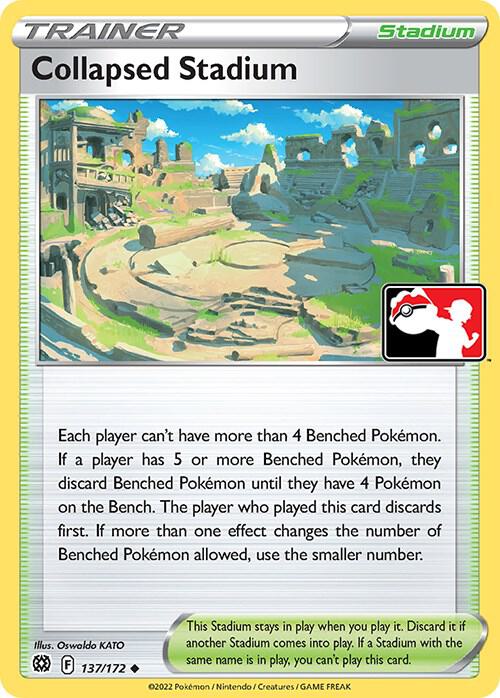 TRAINER Stadium
Collapsed Stadium
Each player can't have more than 4 Benched Pokémon.
If a player has 5 or more Benched Pokémon, they
discard Benched Pokémon until they have 4 Pokémon
on the Bench. The player who played this card discards
first. If more than one effect changes the number of
Benched Pokémon allowed, use the smaller number.
This Stadium stays in play when you play it. Discard it if
another Stadium comes into play. If a Stadium with the
same name is in play, you can't play this card.
Illus. Oswaldo KATO
F 137/172
©2022 Pokémon / Nintendo / Creatures / GAME FREAK